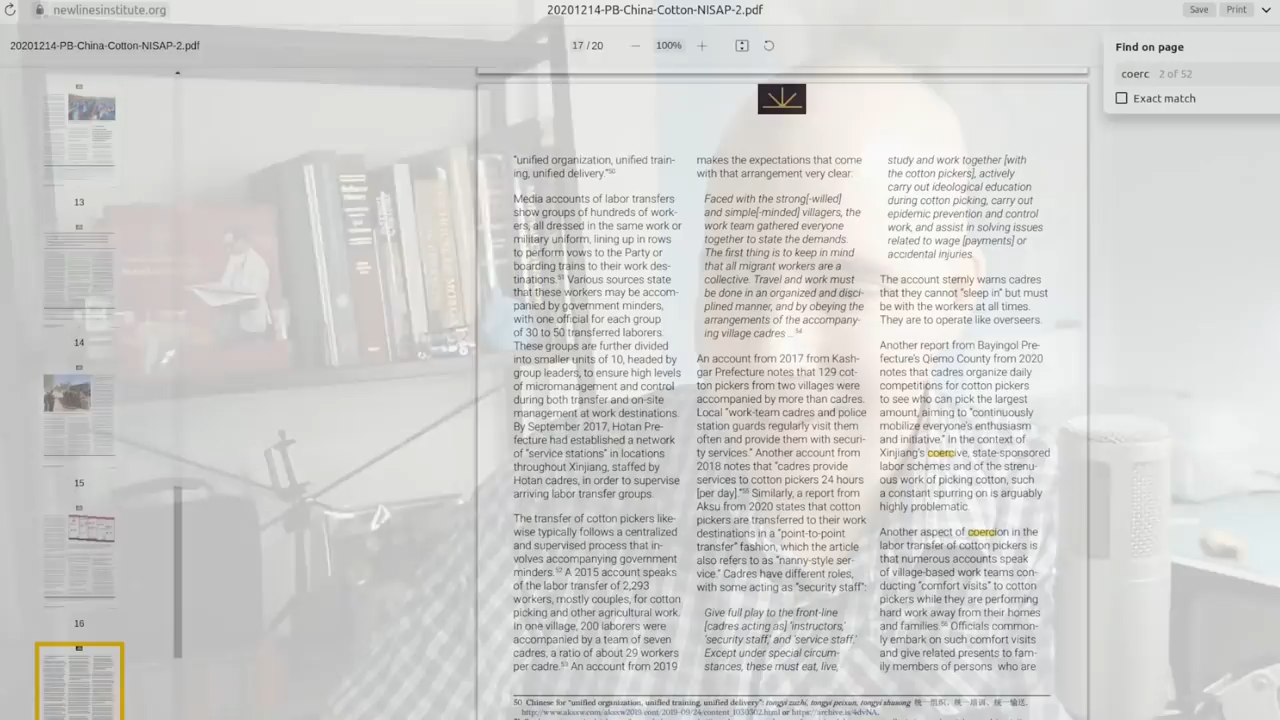 newlinesinstitute.org
20201214-PB-China-Cotton-NISAP-2.pdf
Save
Print
20201214-PB-China-Cotton-NISAP-2.pdf
17 / 20
100%
Find on page
coerc 2 of 52
Exact match
13
14
15
16
"unified organization, unified train-
ing, unified delivery."50
Media accounts of labor transfers
show groups of hundreds of work-
ers, all dressed in the same work or
military uniform, lining up in rows
to perform vows to the Party or
boarding trains to their work des-
tinations.51 Various sources state
that these workers may be accom-
panied by government minders,
with one official for each group
of 30 to 50 transferred laborers.
These groups are further divided
into smaller units of 10, headed by
group leaders, to ensure high levels
of micromanagement and control
during both transfer and on-site
management at work destinations.
By September 2017, Hotan Pre-
fecture had established a network
of "service stations" in locations
throughout Xinjiang, staffed by
Hotan cadres, in order to supervise
arriving labor transfer groups.
The transfer of cotton pickers like-
wise typically follows a centralized
and supervised process that in-
volves accompanying government
minders.52 A 2015 account speaks
of the labor transfer of 2,293
workers, mostly couples, for cotton
picking and other agricultural work.
In one village, 200 laborers were
accompanied by a team of seven
cadres, a ratio of about 29 workers
per cadre.53 An account from 2019
makes the expectations that come
with that arrangement very clear:
Faced with the strong[-willed]
and simple[-minded] villagers, the
work team gathered everyone
together to state the demands.
The first thing is to keep in mind
that all migrant workers are a
collective. Travel and work must
be done in an organized and disci-
plined manner, and by obeying the
arrangements of the accompany-
ing village cadres ...54
An account from 2017 from Kash-
gar Prefecture notes that 129 cot-
ton pickers from two villages were
accompanied by more than cadres.
Local "work-team cadres and police
station guards regularly visit them
often and provide them with securi-
ty services." Another account from
2018 notes that "cadres provide
services to cotton pickers 24 hours
[per day]."55 Similarly, a report from
Aksu from 2020 states that cotton
pickers are transferred to their work
destinations in a "point-to-point
transfer" fashion, which the article
also refers to as "nanny-style ser-
vice." Cadres have different roles,
with some acting as "security staff":
Give full play to the front-line
[cadres acting as] 'instructors,'
'security staff,' and 'service staff.'
Except under special circum-
stances, these must eat, live,
study and work together [with
the cotton pickers], actively
carry out ideological education
during cotton picking, carry out
epidemic prevention and control
work, and assist in solving issues
related to wage [payments] or
accidental injuries.
The account sternly warns cadres
that they cannot "sleep in" but must
be with the workers at all times.
They are to operate like overseers.
Another report from Bayingol Pre-
fecture's Qiemo County from 2020
notes that cadres organize daily
competitions for cotton pickers
to see who can pick the largest
amount, aiming to "continuously
mobilize everyone's enthusiasm
and initiative." In the context of
Xinjiang's coercive, state-sponsored
labor schemes and of the strenu-
ous work of picking cotton, such
a constant spurring on is arguably
highly problematic.
Another aspect of coercion in the
labor transfer of cotton pickers is
that numerous accounts speak
of village-based work teams con-
ducting "comfort visits" to cotton
pickers while they are performing
hard work away from their homes
and families.56 Officials common-
ly embark on such comfort visits
and give related presents to fam-
ily members of persons who are
50 Chinese for "unified organization, unified training, unified delivery": tongyi zuzhi, tongyi peixun, tongyi shusong 统一组织、统一培训、统一输送.